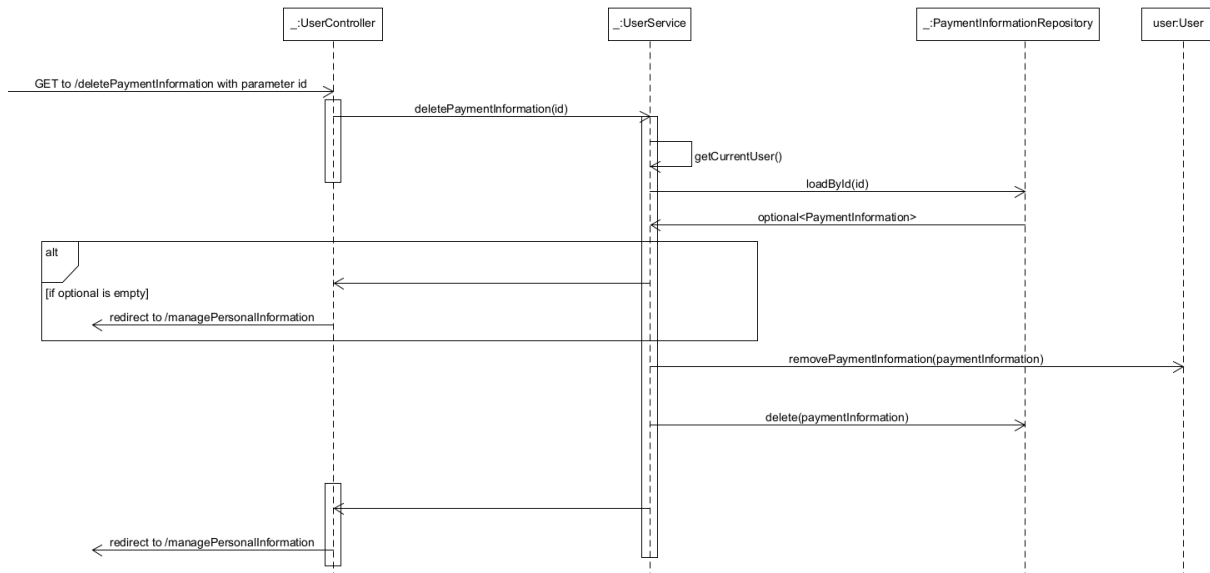 _:UserController
_:UserService
_:PaymentInformationRepository
user:User
GET to /deletePaymentInformation with parameter id
deletePaymentInformation(id)
getCurrentUser()
loadById(id)
optional<PaymentInformation>
alt
[if optional is empty]
redirect to /managePersonalInformation
removePaymentInformation(paymentInformation)
delete(paymentInformation)
redirect to /managePersonalInformation